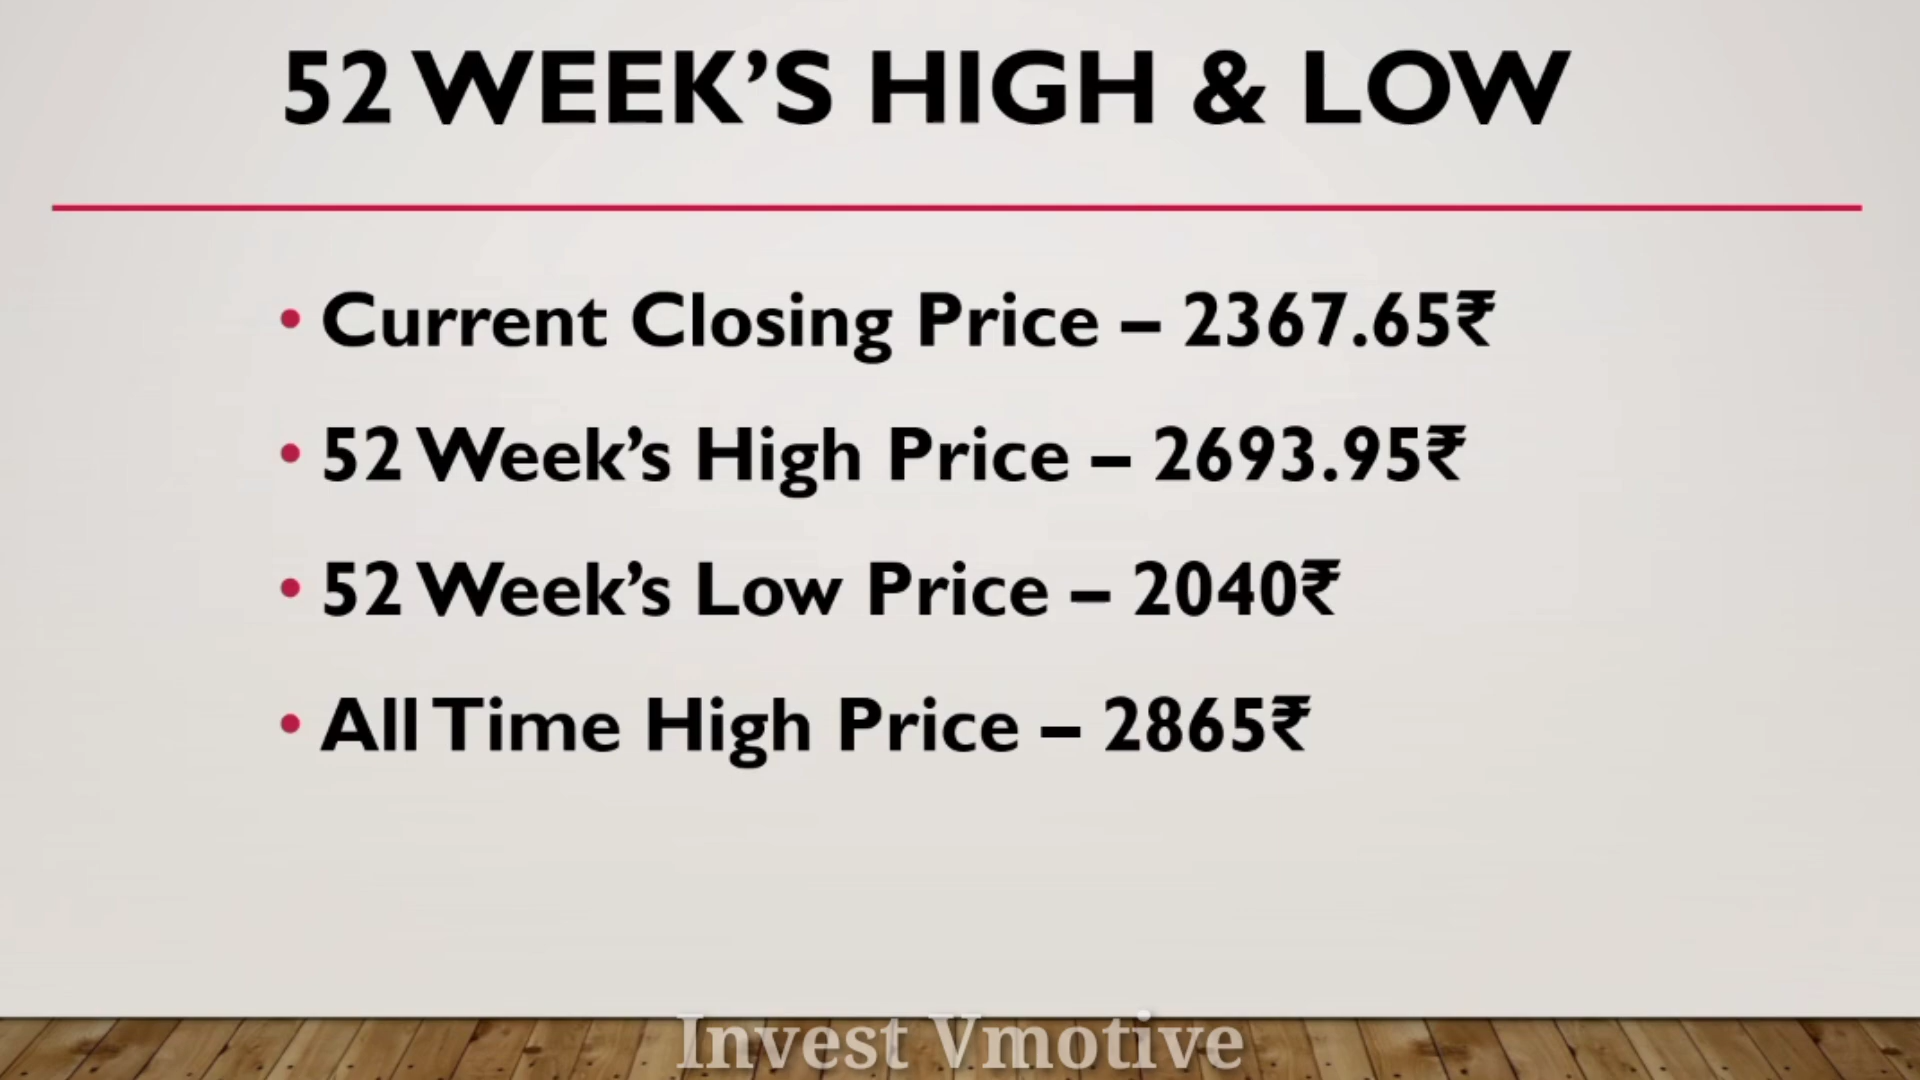 52 WEEK’S HIGH & LOW
• Current Closing Price – 2367.65₹
• 52 Week’s High Price – 2693.95₹
• 52 Week’s Low Price – 2040₹
• All Time High Price – 2865₹
Invest Vmotive